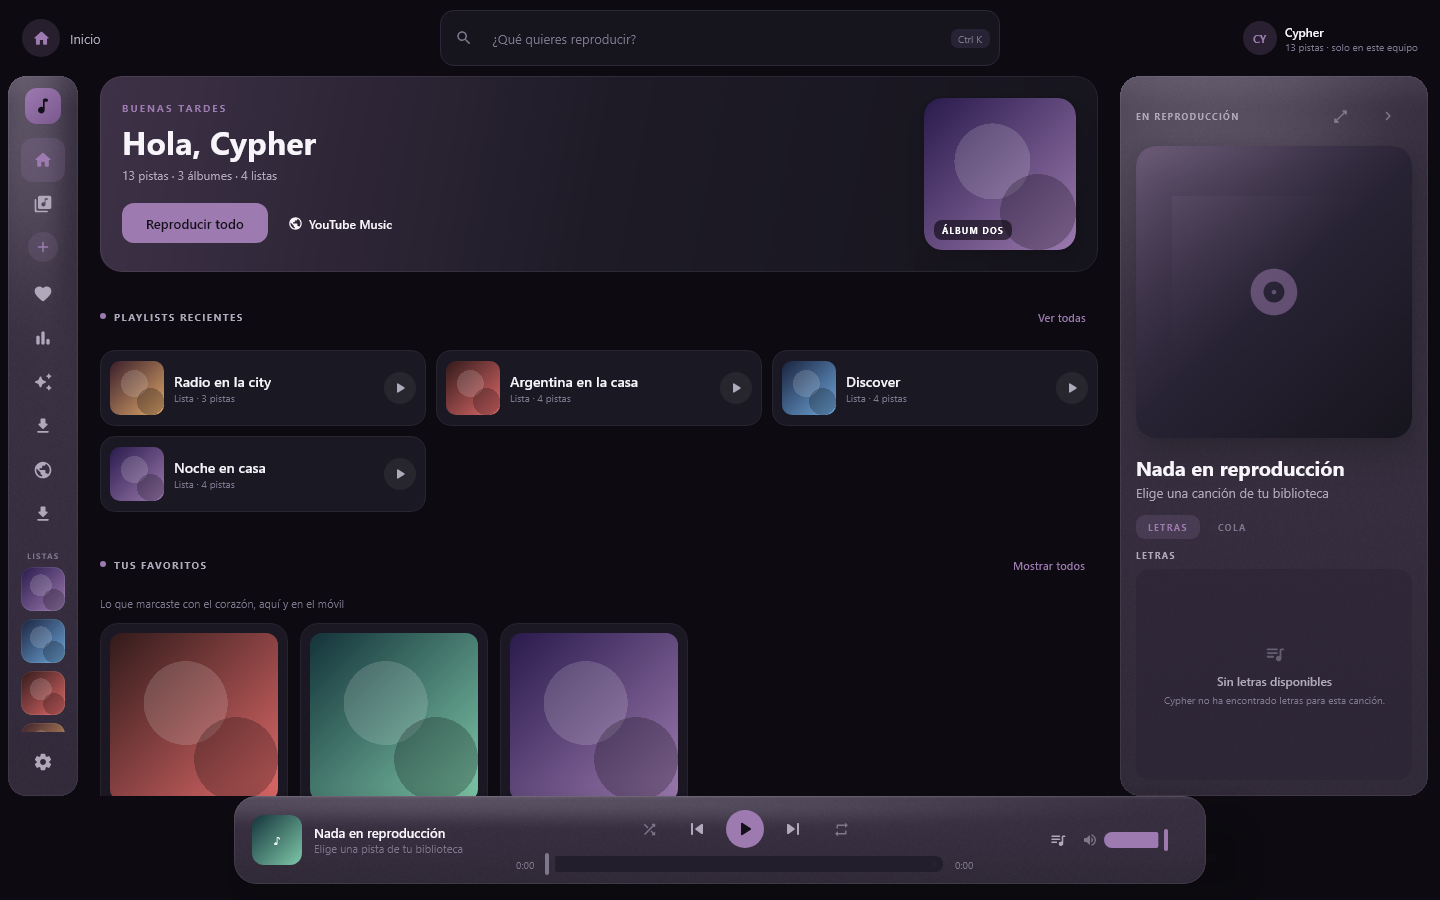 Inicio
¿Qué quieres reproducir?
Ctrl K
CY
Cypher
13 pistas · solo en este equipo
BUENAS TARDES
Hola, Cypher
13 pistas · 3 álbumes · 4 listas
Reproducir todo
YouTube Music
ÁLBUM DOS
PLAYLISTS RECIENTES
Ver todas
Radio en la city
Lista · 3 pistas
Argentina en la casa
Lista · 4 pistas
Discover
Lista · 4 pistas
Noche en casa
Lista · 4 pistas
TUS FAVORITOS
Mostrar todos
Lo que marcaste con el corazón, aquí y en el móvil
LISTAS
EN REPRODUCCIÓN
Nada en reproducción
Elige una canción de tu biblioteca
LETRAS
COLA
LETRAS
Sin letras disponibles
Cypher no ha encontrado letras para esta canción.
Nada en reproducción
Elige una pista de tu biblioteca
0:00
0:00